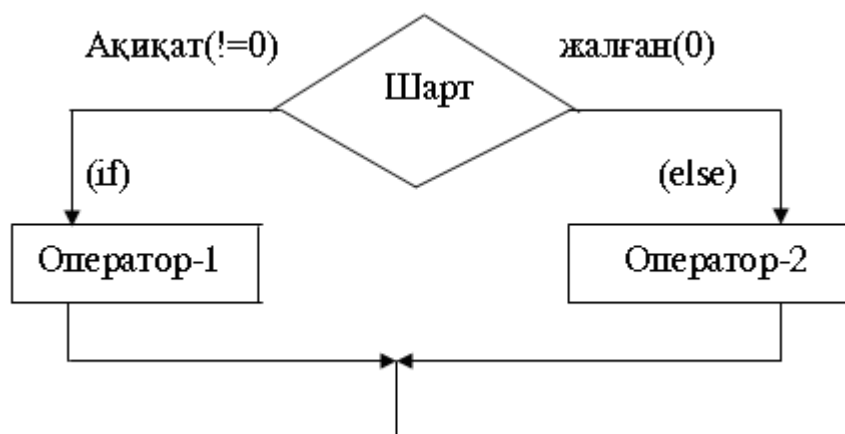 Ақиқат(!=0)
жалған(0)
Шарт
(if)
(else)
Оператор-1
Оператор-2